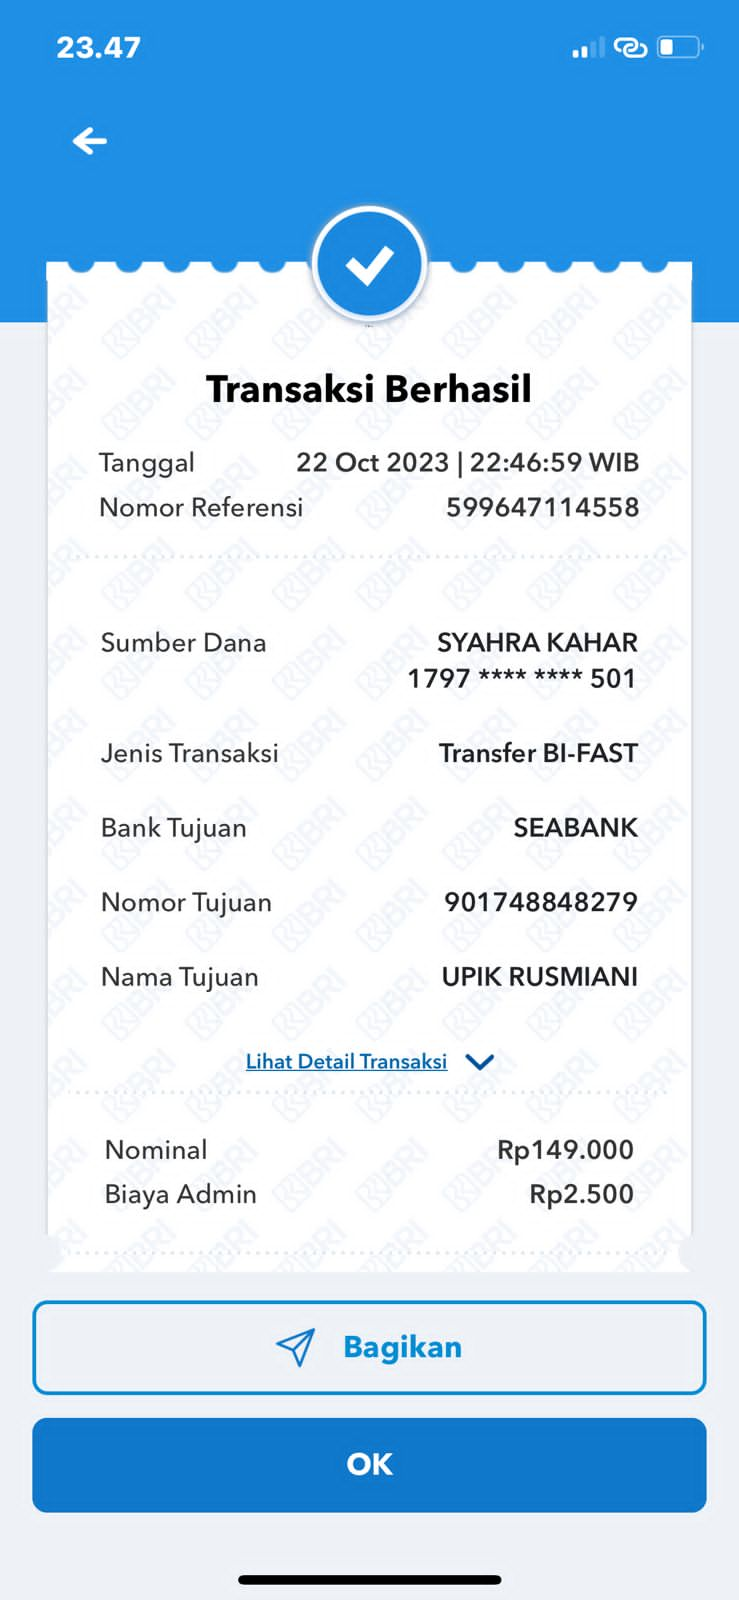 23.47
Transaksi Berhasil
Tanggal 22 Oct 2023 | 22:46:59 WIB
Nomor Referensi 599647114558
Sumber Dana SYAHRA KAHAR
1797 **** **** 501
Jenis Transaksi Transfer BI-FAST
Bank Tujuan SEABANK
Nomor Tujuan 901748848279
Nama Tujuan UPIK RUSMIANI
Lihat Detail Transaksi
Nominal Rp149.000
Biaya Admin Rp2.500
Bagikan
OK